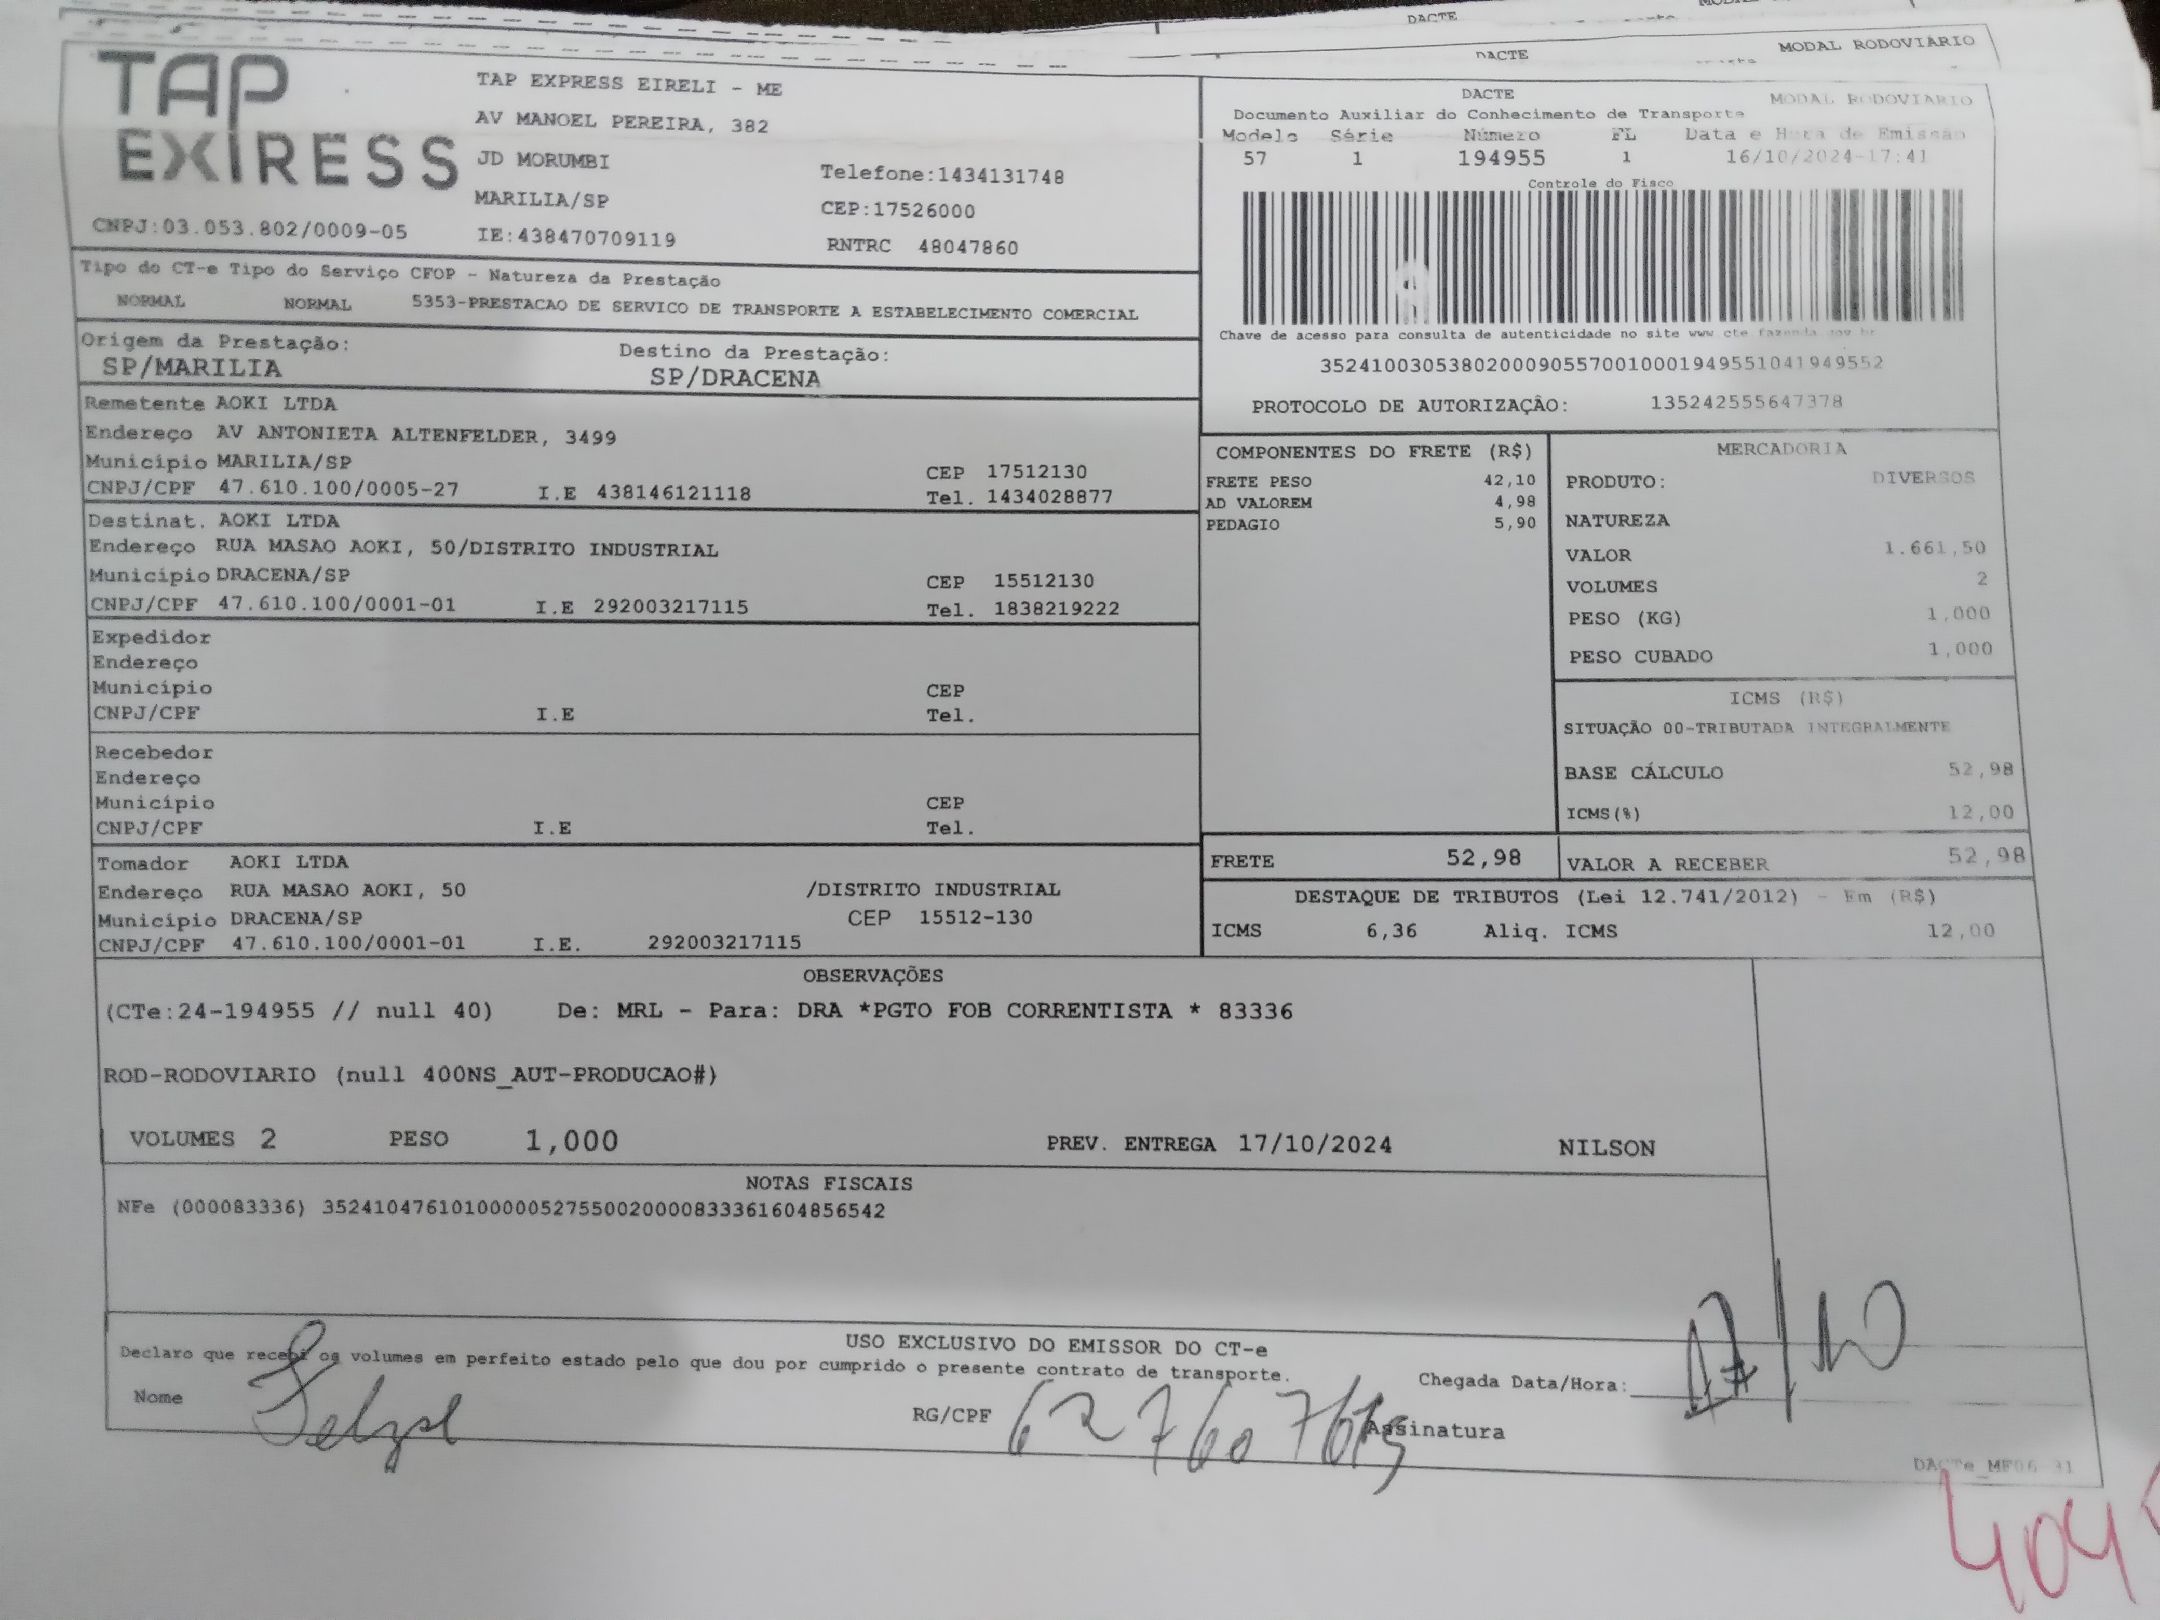 DACTE
DACTE
MODAL RODOVIÁRIO
TAP
EXPRESS
CNPJ:03.053.802/0009-05
TAP EXPRESS EIRELI - ME
AV MANOEL PEREIRA, 382
JD MORUMBI
Telefone:1434131748
MARILIA/SP
CEP:17526000
IE:438470709119
RNTRC 48047860
DACTE
MODAL RODOVIÁRIO
Documento Auxiliar do Conhecimento de Transporte
Modelo Série Número FL Data e Hora de Emissão
57 1 194955 1 16/10/2024-17:41
Controle do Fisco
Chave de acesso para consulta de autenticidade no site www.cte.fazenda.gov.br
35241003053802000905570010001949551041949552
PROTOCOLO DE AUTORIZAÇÃO: 135242555647378
Tipo do CT-e Tipo do Serviço CFOP - Natureza da Prestação
NORMAL NORMAL 5353-PRESTACAO DE SERVICO DE TRANSPORTE A ESTABELECIMENTO COMERCIAL
Origem da Prestação: Destino da Prestação:
SP/MARILIA SP/DRACENA
Remetente AOKI LTDA
Endereço AV ANTONIETA ALTENFELDER, 3499
Município MARILIA/SP CEP 17512130
CNPJ/CPF 47.610.100/0005-27 I.E 438146121118 Tel. 1434028877
Destinat. AOKI LTDA
Endereço RUA MASAO AOKI, 50/DISTRITO INDUSTRIAL
Município DRACENA/SP CEP 15512130
CNPJ/CPF 47.610.100/0001-01 I.E 292003217115 Tel. 1838219222
Expedidor
Endereço
Município CEP
CNPJ/CPF I.E Tel.
Recebedor
Endereço
Município CEP
CNPJ/CPF I.E Tel.
Tomador AOKI LTDA
Endereço RUA MASAO AOKI, 50 /DISTRITO INDUSTRIAL
Município DRACENA/SP CEP 15512-130
CNPJ/CPF 47.610.100/0001-01 I.E. 292003217115
COMPONENTES DO FRETE (R$)
FRETE PESO 42,10
AD VALOREM 4,98
PEDAGIO 5,90
MERCADORIA
PRODUTO: DIVERSOS
NATUREZA
VALOR 1.661,50
VOLUMES 2
PESO (KG) 1,000
PESO CUBADO 1,000
ICMS (R$)
SITUAÇÃO 00-TRIBUTADA INTEGRALMENTE
BASE CÁLCULO 52,98
ICMS(%) 12,00
FRETE 52,98 VALOR A RECEBER 52,98
DESTAQUE DE TRIBUTOS (Lei 12.741/2012) - Em (R$)
ICMS 6,36 Aliq. ICMS 12,00
OBSERVAÇÕES
(CTe:24-194955 // null 40) De: MRL - Para: DRA *PGTO FOB CORRENTISTA * 83336
ROD-RODOVIARIO (null 400NS_AUT-PRODUCAO#)
VOLUMES 2 PESO 1,000 PREV. ENTREGA 17/10/2024 NILSON
NOTAS FISCAIS
NFe (000083336) 35241047610100000527550020000833361604856542
USO EXCLUSIVO DO EMISSOR DO CT-e
Declaro que recebi os volumes em perfeito estado pelo que dou por cumprido o presente contrato de transporte.
Chegada Data/Hora: 17/10
Nome
RG/CPF
Assinatura
DACTe_MF06-31